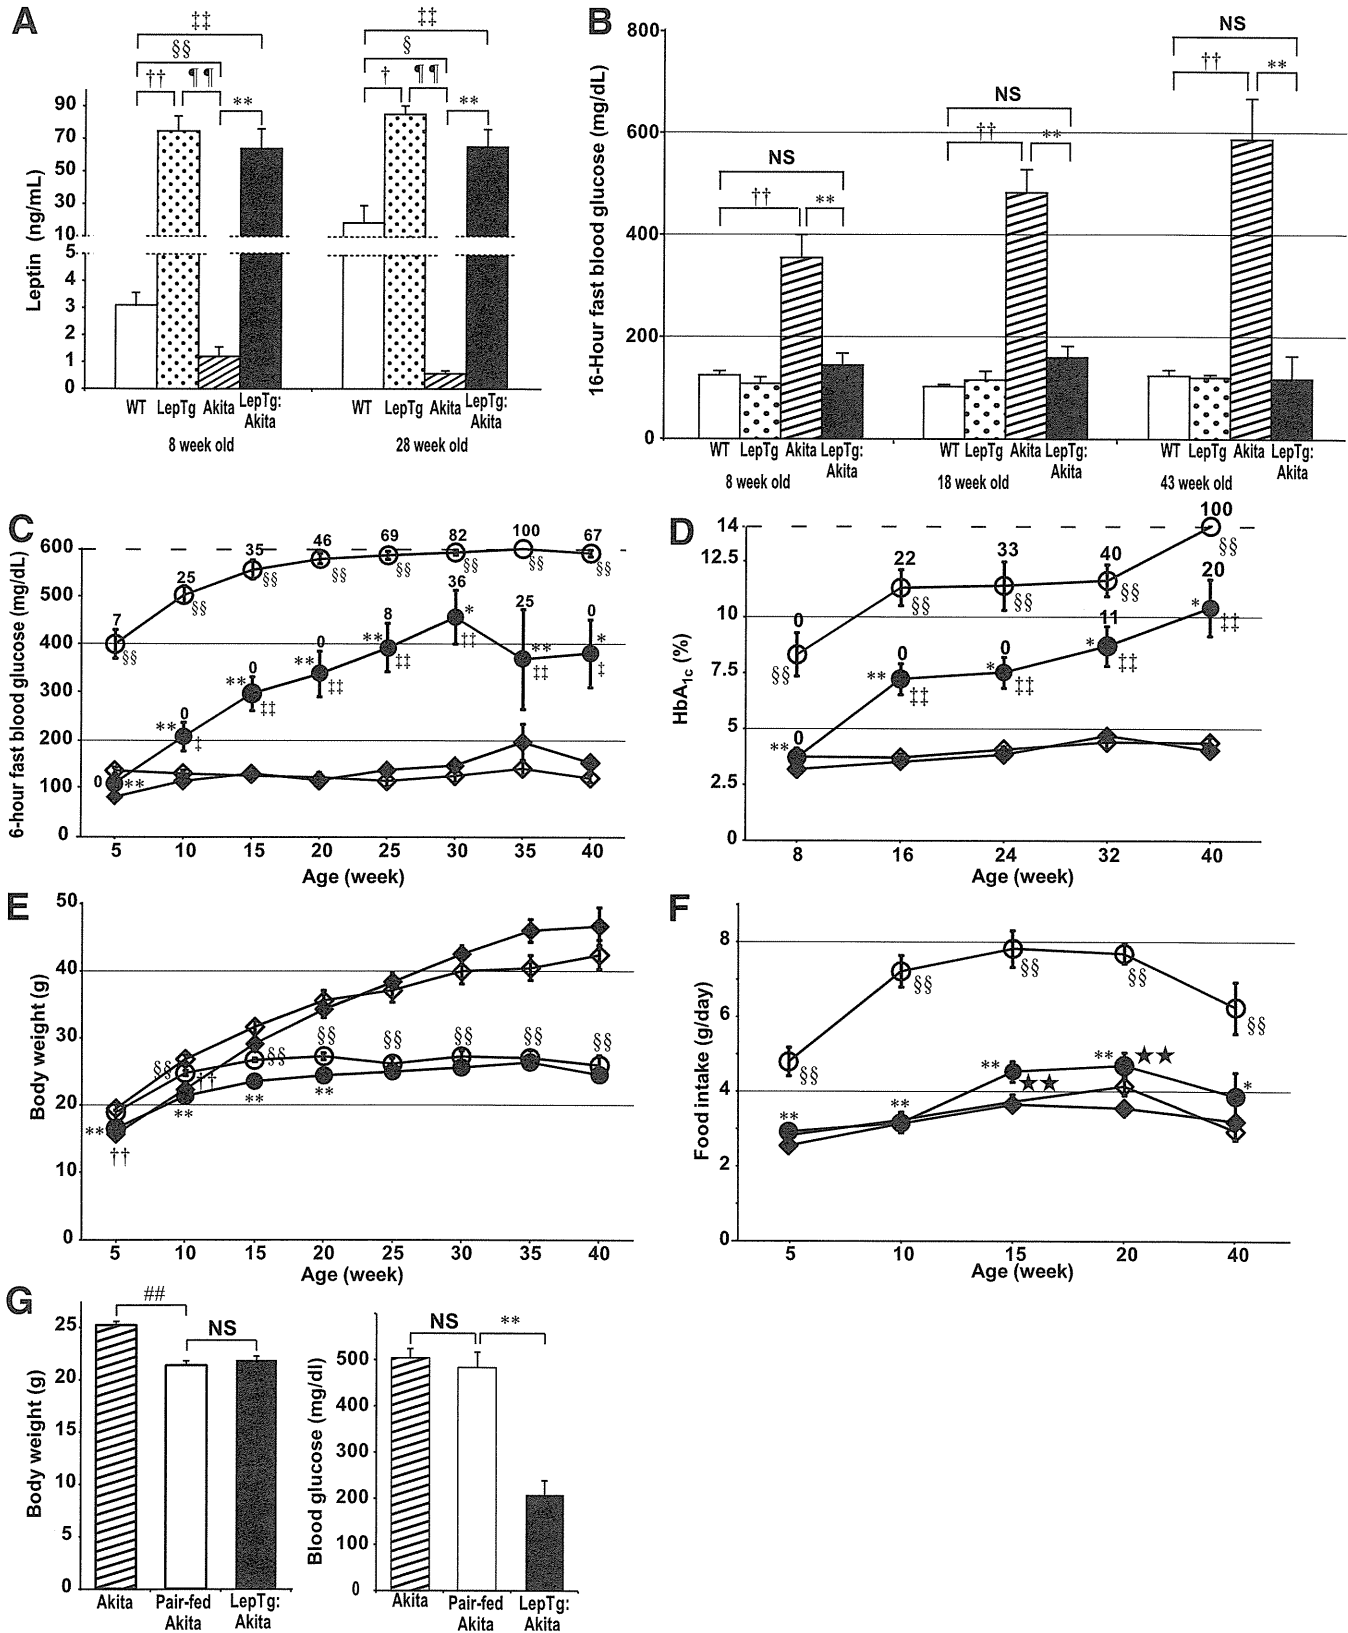 A
‡‡
§§
†† ¶¶
**
‡‡
§
† ¶¶
**
Leptin (ng/mL)
90
70
50
30
10
5
4
3
2
1
0
WT LepTg Akita LepTg: Akita
8 week old
WT LepTg Akita LepTg: Akita
28 week old
B
16-Hour fast blood glucose (mg/dL)
800
600
400
200
0
NS
†† **
NS
†† **
NS
†† **
WT LepTg Akita LepTg: Akita
8 week old
WT LepTg Akita LepTg: Akita
18 week old
WT LepTg Akita LepTg: Akita
43 week old
C
6-hour fast blood glucose (mg/dL)
600
500
400
300
200
100
0
7 25 35 46 69 82 100 67
§§ §§ §§ §§ §§ §§ §§ §§
0 0 0 0 8 36 25 0
** ** ** ** ** * ** *
‡ ‡‡ ‡‡ ‡‡ ‡‡ ‡‡ ‡
5 10 15 20 25 30 35 40
Age (week)
D
HbA1c (%)
14
12.5
10
7.5
5
2.5
0
0 22 33 40 100
§§ §§ §§ §§ §§
0 0 0 11 20
** ** * * *
‡‡ ‡‡ ‡‡ ‡‡
8 16 24 32 40
Age (week)
E
Body weight (g)
50
40
30
20
10
0
§§ §§ §§ §§ §§ §§ §§
** ** ** **
†† ††
5 10 15 20 25 30 35 40
Age (week)
F
Food intake (g/day)
8
6
4
2
0
§§ §§ §§ §§ §§
** ** ** ** *
★★ ★★
5 10 15 20 40
Age (week)
G
Body weight (g)
25
20
15
10
5
0
##
NS
Akita Pair-fed Akita LepTg: Akita
Blood glucose (mg/dl)
500
400
300
200
100
0
NS **
Akita Pair-fed Akita LepTg: Akita